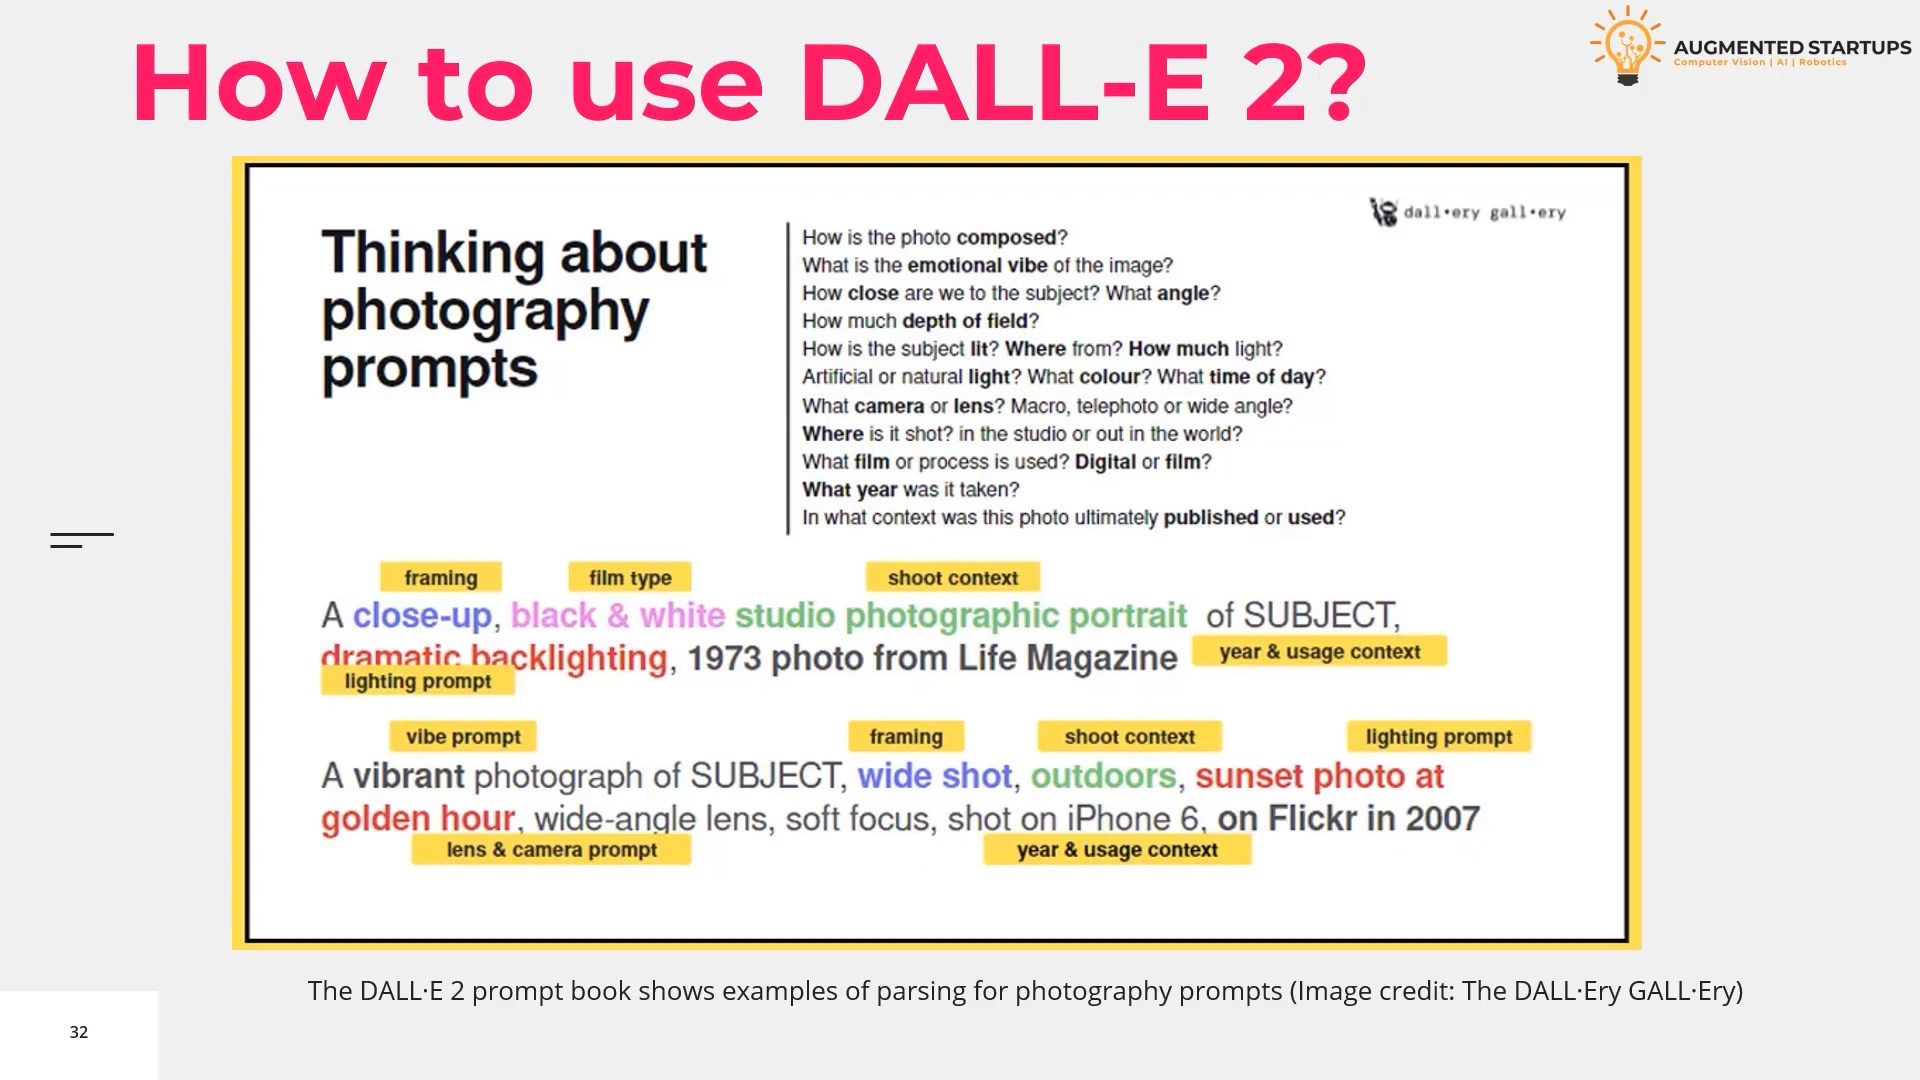 How to use DALL-E 2?
AUGMENTED STARTUPS
Computer Vision | AI | Robotics
dall•ery gall•ery
Thinking about
photography
prompts
How is the photo composed?
What is the emotional vibe of the image?
How close are we to the subject? What angle?
How much depth of field?
How is the subject lit? Where from? How much light?
Artificial or natural light? What colour? What time of day?
What camera or lens? Macro, telephoto or wide angle?
Where is it shot? in the studio or out in the world?
What film or process is used? Digital or film?
What year was it taken?
In what context was this photo ultimately published or used?
framing film type shoot context
A close-up, black & white studio photographic portrait of SUBJECT,
dramatic backlighting, 1973 photo from Life Magazine year & usage context
lighting prompt
vibe prompt framing shoot context lighting prompt
A vibrant photograph of SUBJECT, wide shot, outdoors, sunset photo at
golden hour, wide-angle lens, soft focus, shot on iPhone 6, on Flickr in 2007
lens & camera prompt year & usage context
The DALL·E 2 prompt book shows examples of parsing for photography prompts (Image credit: The DALL·Ery GALL·Ery)
32